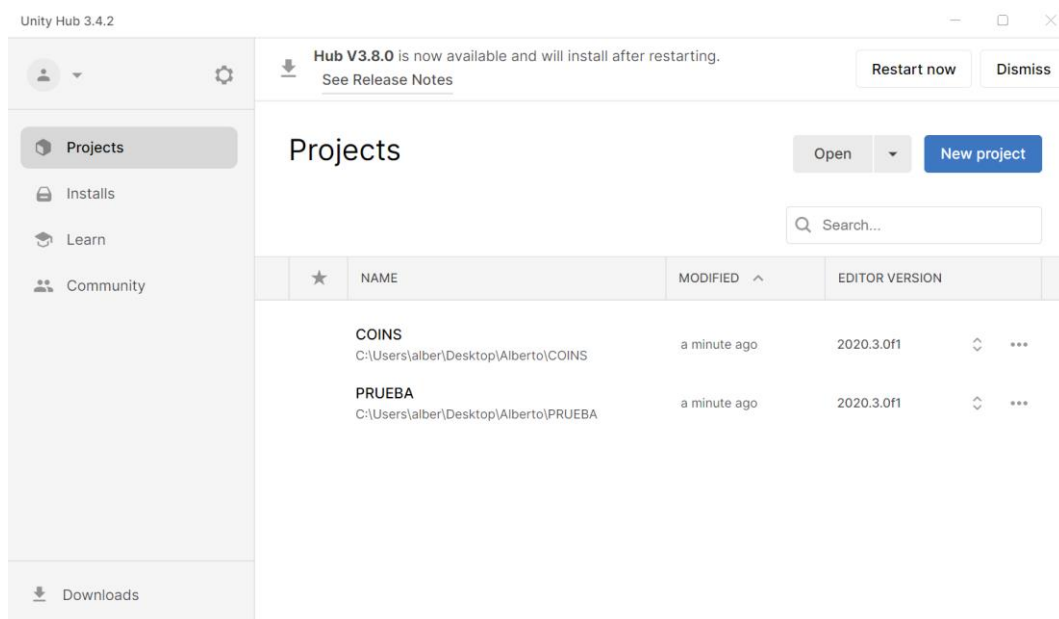 Unity Hub 3.4.2
Hub V3.8.0 is now available and will install after restarting.
See Release Notes
Restart now
Dismiss
Projects
Installs
Learn
Community
Downloads
Projects
Open
New project
Search...
NAME
MODIFIED
EDITOR VERSION
COINS
C:\Users\alber\Desktop\Alberto\COINS
a minute ago
2020.3.0f1
PRUEBA
C:\Users\alber\Desktop\Alberto\PRUEBA
a minute ago
2020.3.0f1